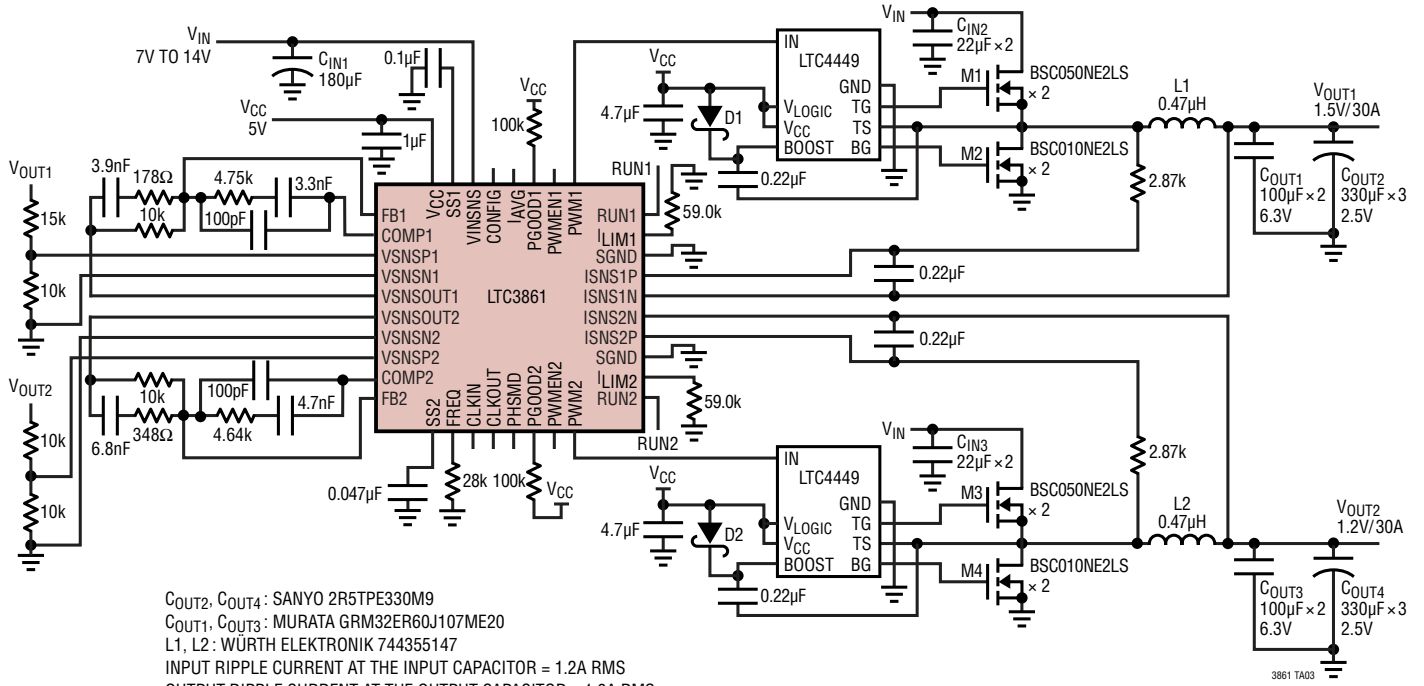 VIN
7V TO 14V
CIN1
180µF
0.1µF
VCC
5V
1µF
VCC
100k
VCC
4.7µF
D1
0.22µF
IN
LTC4449
GND
VLOGIC
TG
VCC
TS
BOOST
BG
VIN
CIN2
22µF × 2
M1
BSC050NE2LS
× 2
M2
BSC010NE2LS
× 2
L1
0.47µH
VOUT1
1.5V/30A
2.87k
COUT1
100µF × 2
6.3V
COUT2
330µF × 3
2.5V
VOUT1
15k
10k
3.9nF
178Ω
4.75k
3.3nF
10k
100pF
VCC
SS1
VINSNS
CONFIG
IAVG
PGOOD1
PWMEN1
PWM1
FB1
COMP1
VSNSP1
VSNSN1
VSNSOUT1
VSNSOUT2
VSNSN2
VSNSP2
COMP2
FB2
LTC3861
RUN1
ILIM1
SGND
ISNS1P
ISNS1N
ISNS2N
ISNS2P
SGND
ILIM2
RUN2
SS2
FREQ
CLKIN
CLKOUT
PHSMD
PGOOD2
PWMEN2
PWM2
RUN1
59.0k
0.22µF
0.22µF
59.0k
RUN2
VOUT2
10k
10k
10k
100pF
4.7nF
6.8nF
348Ω
4.64k
0.047µF
28k
100k
VCC
VCC
4.7µF
D2
0.22µF
IN
LTC4449
GND
VLOGIC
TG
VCC
TS
BOOST
BG
VIN
CIN3
22µF × 2
M3
BSC050NE2LS
× 2
M4
BSC010NE2LS
× 2
2.87k
L2
0.47µH
VOUT2
1.2V/30A
COUT3
100µF × 2
6.3V
COUT4
330µF × 3
2.5V
3861 TA03
COUT2, COUT4 : SANYO 2R5TPE330M9
COUT1, COUT3 : MURATA GRM32ER60J107ME20
L1, L2 : WÜRTH ELEKTRONIK 744355147
INPUT RIPPLE CURRENT AT THE INPUT CAPACITOR = 1.2A RMS